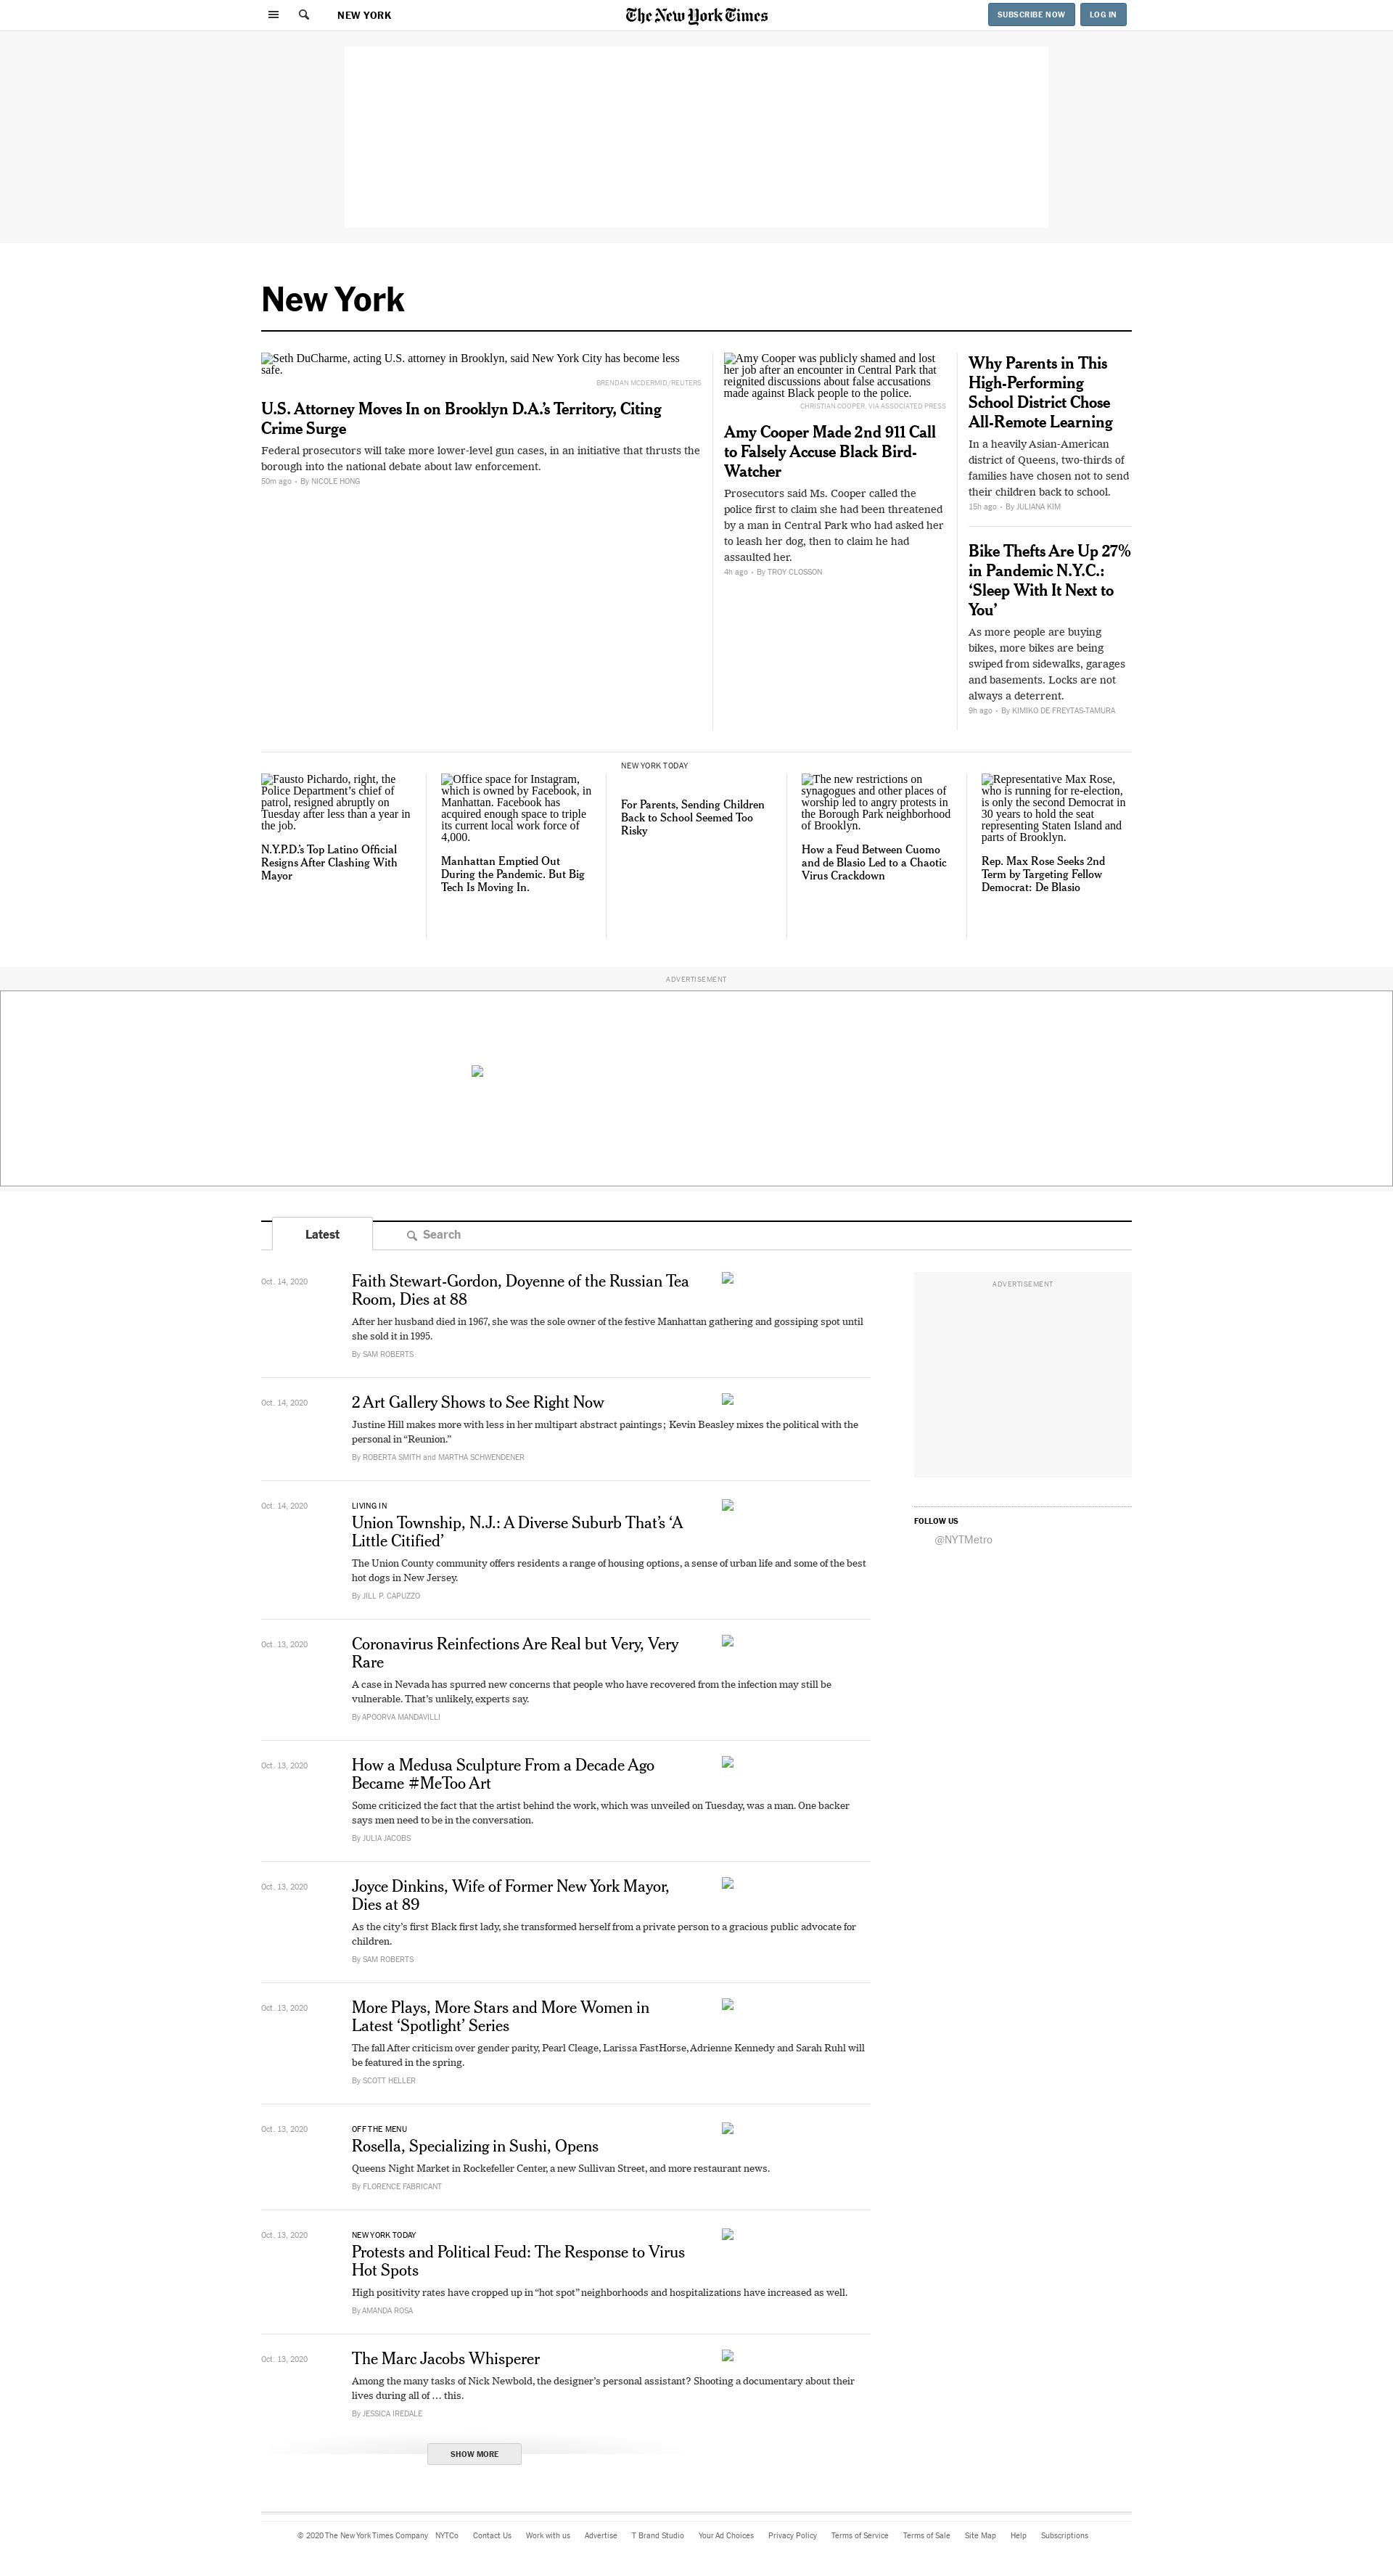 NEW YORK
The New York Times
SUBSCRIBE NOW
LOG IN
New York
Seth DuCharme, acting U.S. attorney in Brooklyn, said New York City has become less
safe.
BRENDAN MCDERMID/REUTERS
U.S. Attorney Moves In on Brooklyn D.A.’s Territory, Citing
Crime Surge
Federal prosecutors will take more lower-level gun cases, in an initiative that thrusts the
borough into the national debate about law enforcement.
50m ago • By NICOLE HONG
Amy Cooper was publicly shamed and lost
her job after an encounter in Central Park that
reignited discussions about false accusations
made against Black people to the police.
CHRISTIAN COOPER, VIA ASSOCIATED PRESS
Amy Cooper Made 2nd 911 Call
to Falsely Accuse Black Bird-
Watcher
Prosecutors said Ms. Cooper called the
police first to claim she had been threatened
by a man in Central Park who had asked her
to leash her dog, then to claim he had
assaulted her.
4h ago • By TROY CLOSSON
Why Parents in This
High-Performing
School District Chose
All-Remote Learning
In a heavily Asian-American
district of Queens, two-thirds of
families have chosen not to send
their children back to school.
15h ago • By JULIANA KIM
Bike Thefts Are Up 27%
in Pandemic N.Y.C.:
‘Sleep With It Next to
You’
As more people are buying
bikes, more bikes are being
swiped from sidewalks, garages
and basements. Locks are not
always a deterrent.
9h ago • By KIMIKO DE FREYTAS-TAMURA
Fausto Pichardo, right, the
Police Department’s chief of
patrol, resigned abruptly on
Tuesday after less than a year in
the job.
N.Y.P.D.’s Top Latino Official
Resigns After Clashing With
Mayor
Office space for Instagram,
which is owned by Facebook, in
Manhattan. Facebook has
acquired enough space to triple
its current local work force of
4,000.
Manhattan Emptied Out
During the Pandemic. But Big
Tech Is Moving In.
NEW YORK TODAY
For Parents, Sending Children
Back to School Seemed Too
Risky
The new restrictions on
synagogues and other places of
worship led to angry protests in
the Borough Park neighborhood
of Brooklyn.
How a Feud Between Cuomo
and de Blasio Led to a Chaotic
Virus Crackdown
Representative Max Rose,
who is running for re-election,
is only the second Democrat in
30 years to hold the seat
representing Staten Island and
parts of Brooklyn.
Rep. Max Rose Seeks 2nd
Term by Targeting Fellow
Democrat: De Blasio
ADVERTISEMENT
Latest
Search
Oct. 14, 2020
Faith Stewart-Gordon, Doyenne of the Russian Tea
Room, Dies at 88
After her husband died in 1967, she was the sole owner of the festive Manhattan gathering and gossiping spot until
she sold it in 1995.
By SAM ROBERTS
Oct. 14, 2020
2 Art Gallery Shows to See Right Now
Justine Hill makes more with less in her multipart abstract paintings; Kevin Beasley mixes the political with the
personal in “Reunion.”
By ROBERTA SMITH and MARTHA SCHWENDENER
Oct. 14, 2020
LIVING IN
Union Township, N.J.: A Diverse Suburb That’s ‘A
Little Citified’
The Union County community offers residents a range of housing options, a sense of urban life and some of the best
hot dogs in New Jersey.
By JILL P. CAPUZZO
Oct. 13, 2020
Coronavirus Reinfections Are Real but Very, Very
Rare
A case in Nevada has spurred new concerns that people who have recovered from the infection may still be
vulnerable. That’s unlikely, experts say.
By APOORVA MANDAVILLI
Oct. 13, 2020
How a Medusa Sculpture From a Decade Ago
Became #MeToo Art
Some criticized the fact that the artist behind the work, which was unveiled on Tuesday, was a man. One backer
says men need to be in the conversation.
By JULIA JACOBS
Oct. 13, 2020
Joyce Dinkins, Wife of Former New York Mayor,
Dies at 89
As the city’s first Black first lady, she transformed herself from a private person to a gracious public advocate for
children.
By SAM ROBERTS
Oct. 13, 2020
More Plays, More Stars and More Women in
Latest ‘Spotlight’ Series
The fall After criticism over gender parity, Pearl Cleage, Larissa FastHorse, Adrienne Kennedy and Sarah Ruhl will
be featured in the spring.
By SCOTT HELLER
Oct. 13, 2020
OFF THE MENU
Rosella, Specializing in Sushi, Opens
Queens Night Market in Rockefeller Center, a new Sullivan Street, and more restaurant news.
By FLORENCE FABRICANT
Oct. 13, 2020
NEW YORK TODAY
Protests and Political Feud: The Response to Virus
Hot Spots
High positivity rates have cropped up in “hot spot” neighborhoods and hospitalizations have increased as well.
By AMANDA ROSA
Oct. 13, 2020
The Marc Jacobs Whisperer
Among the many tasks of Nick Newbold, the designer’s personal assistant? Shooting a documentary about their
lives during all of … this.
By JESSICA IREDALE
SHOW MORE
ADVERTISEMENT
FOLLOW US
@NYTMetro
© 2020 The New York Times Company NYTCo Contact Us Work with us Advertise T Brand Studio Your Ad Choices Privacy Policy Terms of Service Terms of Sale Site Map Help Subscriptions